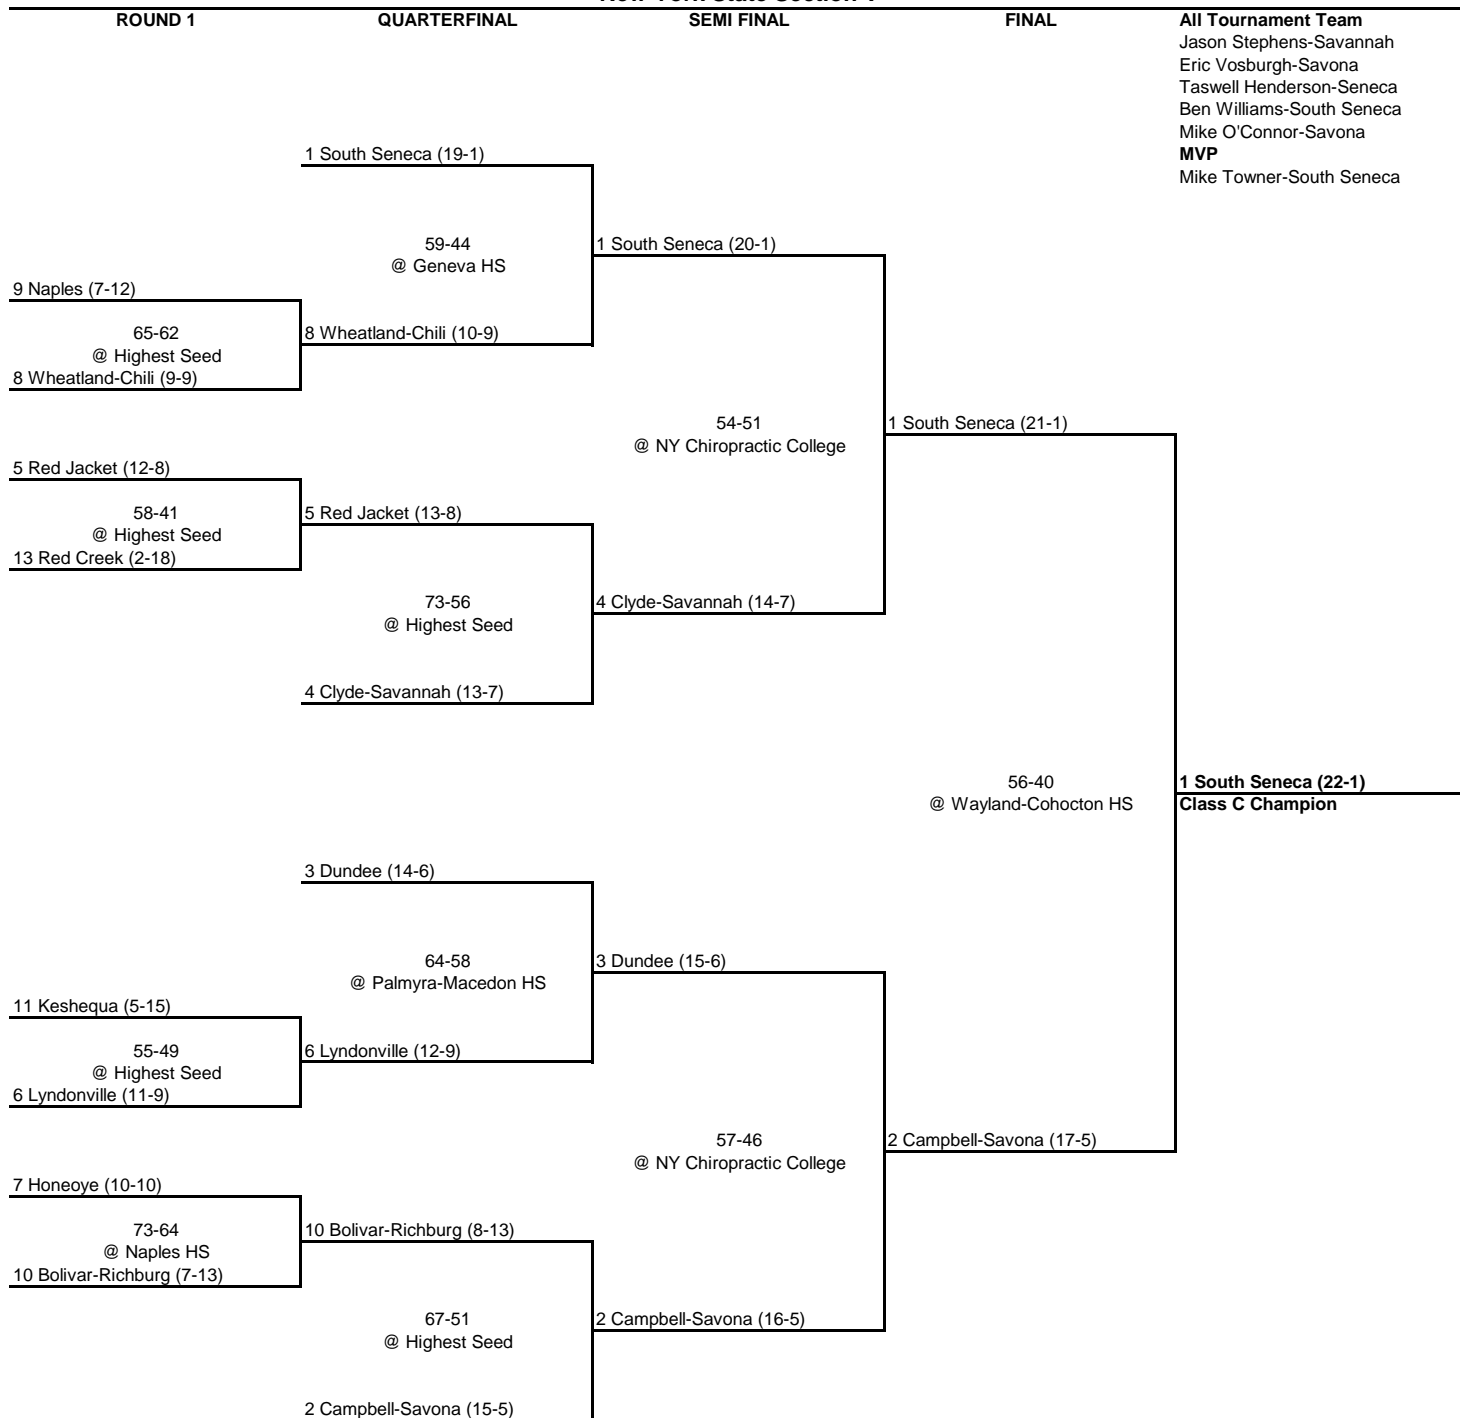 New York State Section V
ROUND 1 QUARTERFINAL SEMI FINAL FINAL All Tournament Team
Jason Stephens-Savannah
Eric Vosburgh-Savona
Taswell Henderson-Seneca
Ben Williams-South Seneca
Mike O'Connor-Savona
MVP
Mike Towner-South Seneca
1 South Seneca (19-1)
59-44
@ Geneva HS
1 South Seneca (20-1)
9 Naples (7-12)
65-62
@ Highest Seed
8 Wheatland-Chili (10-9)
8 Wheatland-Chili (9-9)
54-51
@ NY Chiropractic College
1 South Seneca (21-1)
5 Red Jacket (12-8)
58-41
@ Highest Seed
5 Red Jacket (13-8)
13 Red Creek (2-18)
73-56
@ Highest Seed
4 Clyde-Savannah (14-7)
4 Clyde-Savannah (13-7)
56-40
@ Wayland-Cohocton HS
1 South Seneca (22-1)
Class C Champion
3 Dundee (14-6)
64-58
@ Palmyra-Macedon HS
3 Dundee (15-6)
11 Keshequa (5-15)
55-49
@ Highest Seed
6 Lyndonville (12-9)
6 Lyndonville (11-9)
57-46
@ NY Chiropractic College
2 Campbell-Savona (17-5)
7 Honeoye (10-10)
73-64
@ Naples HS
10 Bolivar-Richburg (8-13)
10 Bolivar-Richburg (7-13)
67-51
@ Highest Seed
2 Campbell-Savona (16-5)
2 Campbell-Savona (15-5)